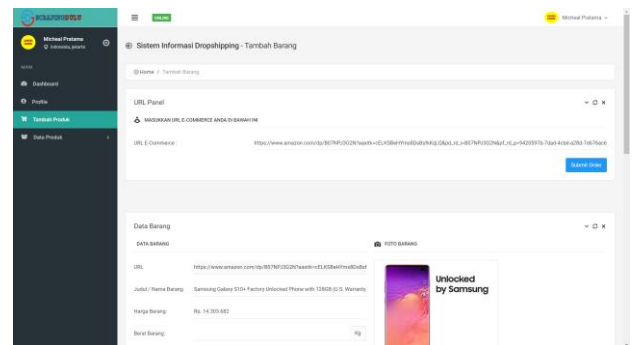 ONLINE
Micheal Pratama
Micheal Pratama
Indonesia, jakarta
Sistem Informasi Dropshipping - Tambah Barang
Home / Tambah Barang
Dashboard
Profile
Tambah Produk
Data Produk
URL Panel
MASUKKAN URL E-COMMERCE ANDA DI BAWAH INI
URL E-Commerce :
Submit Order
Data Barang
DATA BARANG
FOTO BARANG
URL
Judul / Nama Barang
Samsung Galaxy S10+ Factory Unlocked Phone with 128GB (U.S. Warranty
Harga Barang
Rp. 14.303.682
Berat Barang
Kg
Unlocked
by Samsung